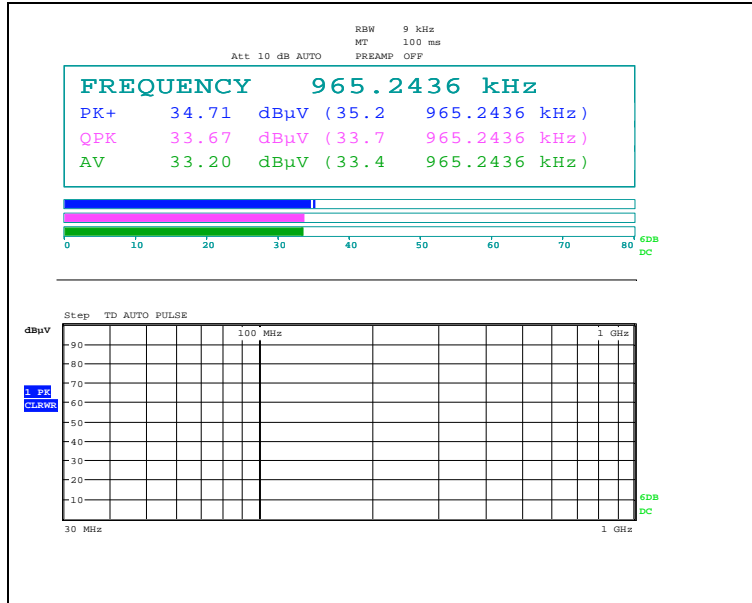 RBW 9 kHz
MT 100 ms
Att 10 dB AUTO PREAMP OFF
FREQUENCY 965.2436 kHz
PK+ 34.71 dBµV (35.2 965.2436 kHz)
QPK 33.67 dBµV (33.7 965.2436 kHz)
AV 33.20 dBµV (33.4 965.2436 kHz)
0 10 20 30 40 50 60 70 80
6DB
DC
Step TD AUTO PULSE
dBµV
100 MHz 1 GHz
90
80
70
1 PK
CLRWR
60
50
40
30
20
10
6DB
DC
30 MHz 1 GHz